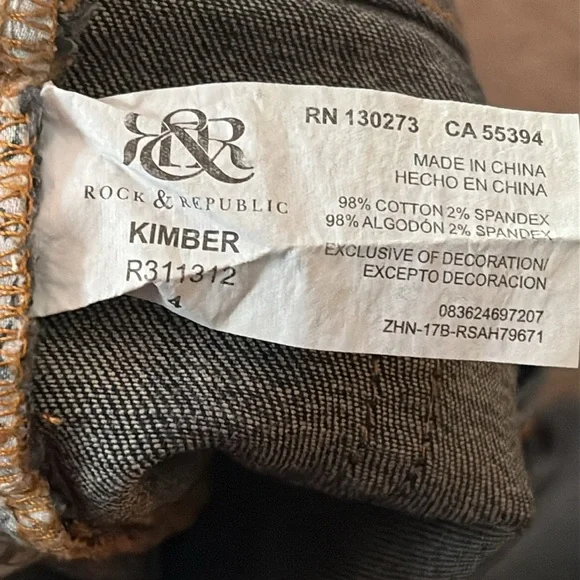 R&R
ROCK & REPUBLIC
KIMBER
R311312
4
RN 130273 CA 55394
MADE IN CHINA
HECHO EN CHINA
98% COTTON 2% SPANDEX
98% ALGODÓN 2% SPANDEX
EXCLUSIVE OF DECORATION/
EXCEPTO DECORACION
083624697207
ZHN-17B-RSAH79671